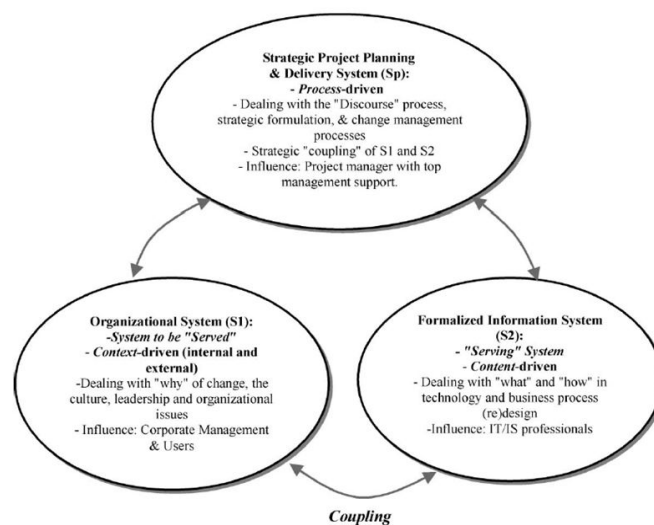 Strategic Project Planning
& Delivery System (Sp):
- Process-driven
- Dealing with the "Discourse" process,
strategic formulation, & change management
processes
- Strategic "coupling" of S1 and S2
- Influence: Project manager with top
management support.
Organizational System (S1):
-System to be "Served"
- Context-driven (internal and
external)
- Dealing with "why" of change, the
culture, leadership and organizational
issues
- Influence: Corporate Management
& Users
Formalized Information System
(S2):
- "Serving" System
- Content-driven
- Dealing with "what" and "how" in
technology and business process
(re)design
-Influence: IT/IS professionals
Coupling